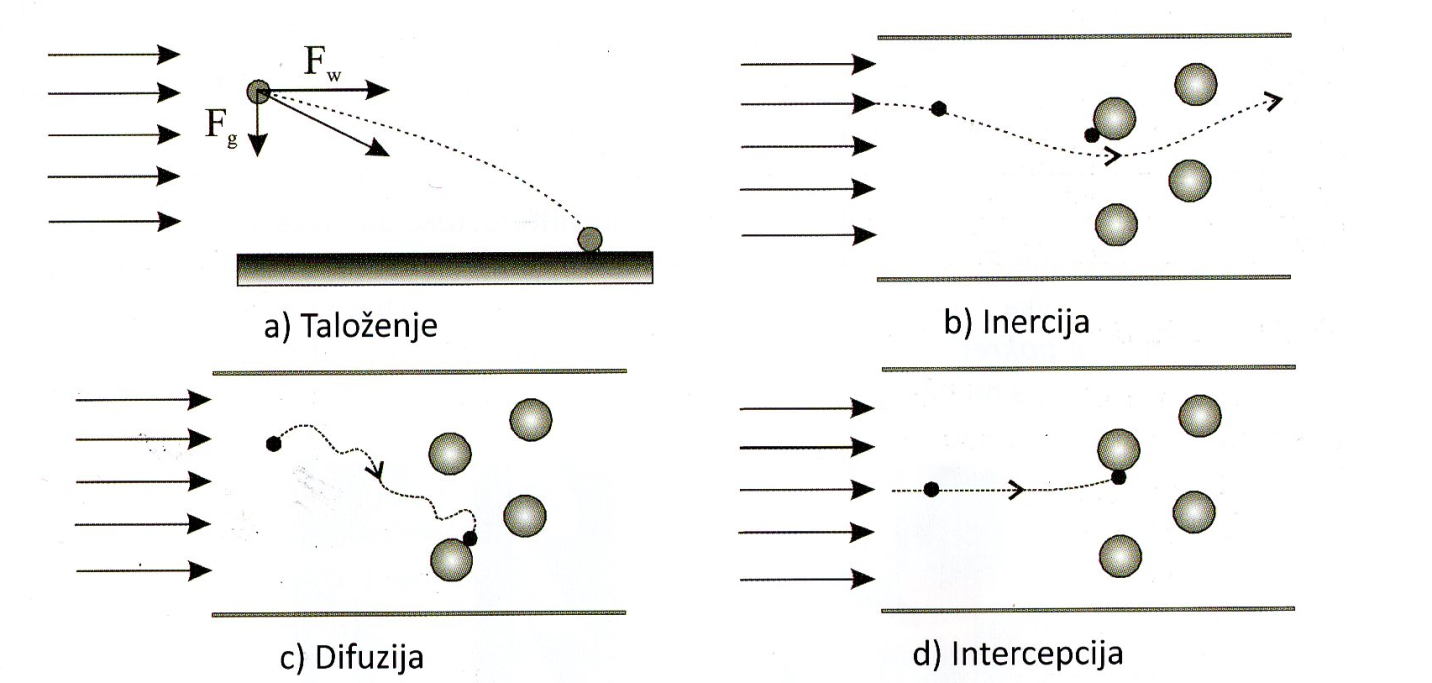 F_w
F_g
a) Taloženje
b) Inercija
c) Difuzija
d) Intercepcija